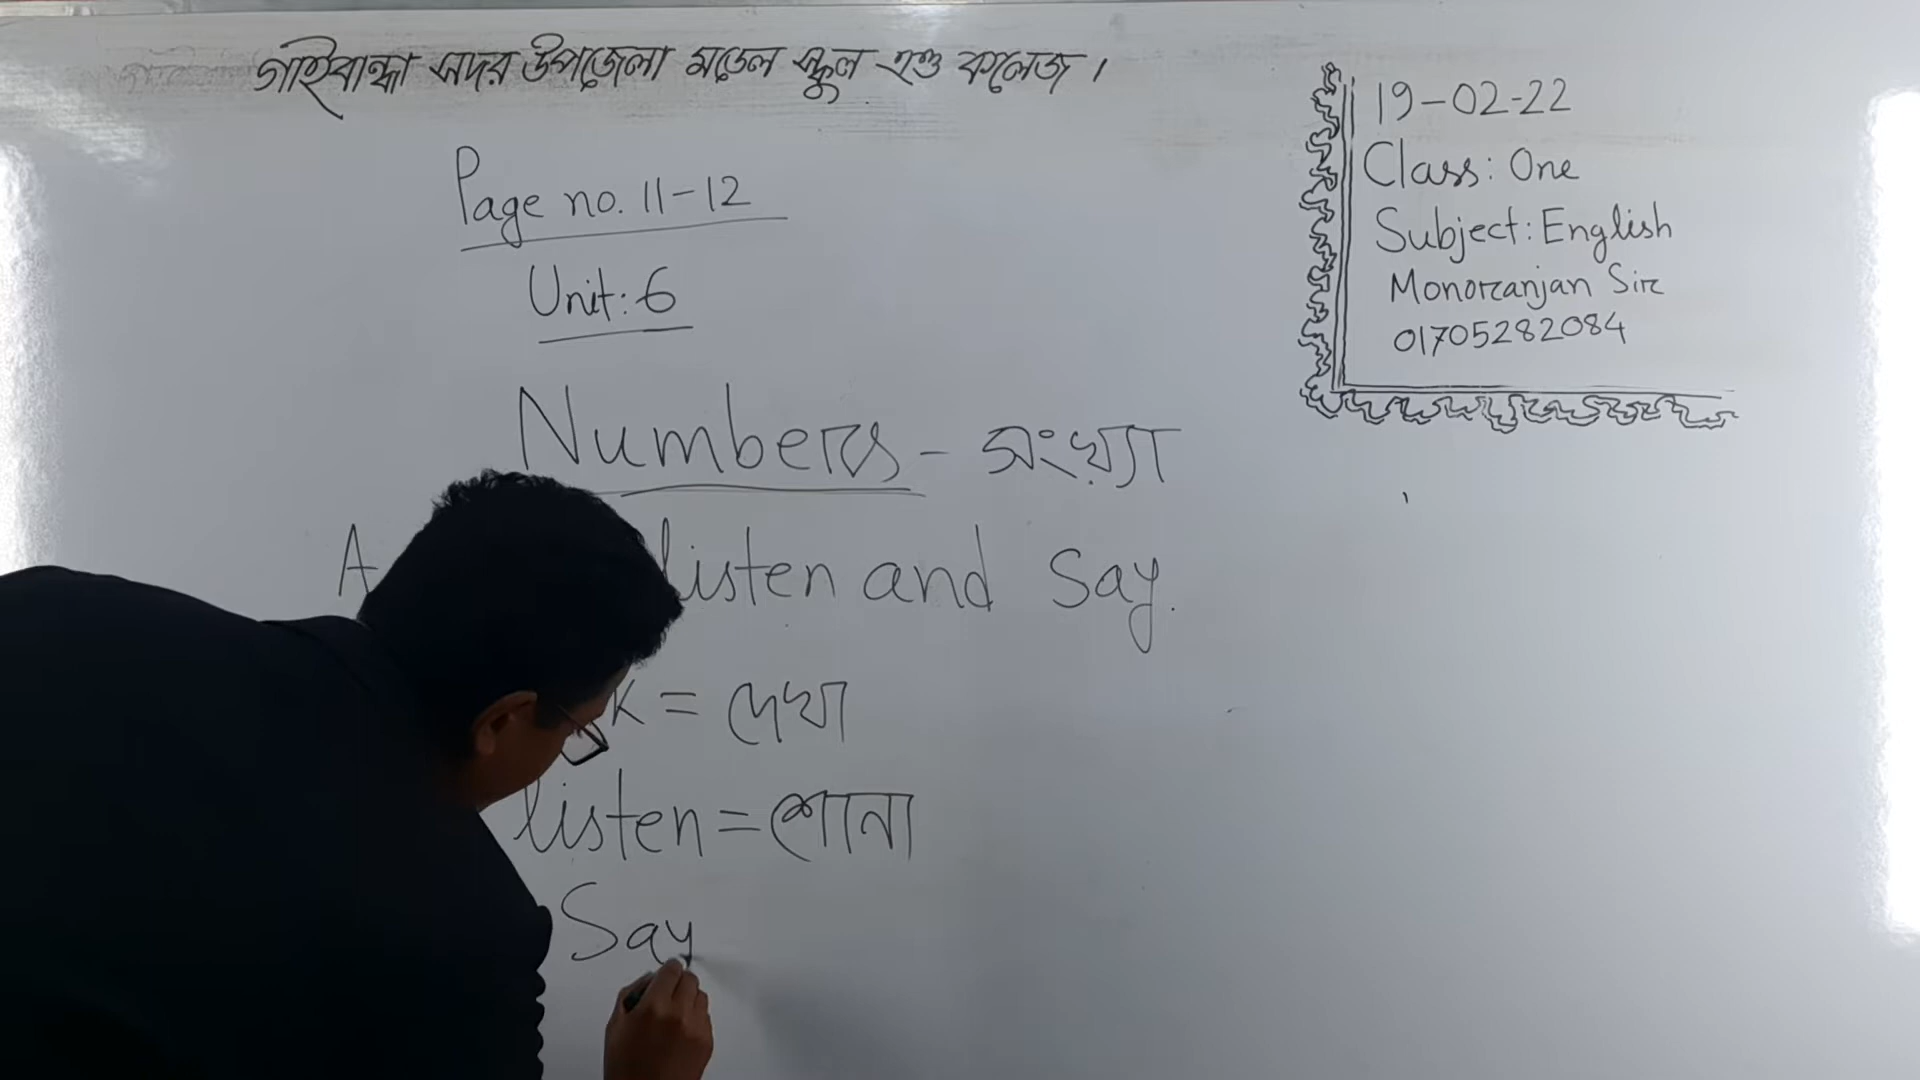 গাইবান্ধা সদর উপজেলা মডেল স্কুল এণ্ড কলেজ।
19-02-22
Class: One
Subject: English
Monoranjan Sir
01705282084
Page no. 11-12
Unit: 6
Numbers - সংখ্যা
A listen and Say.
= দেখা
listen = শোনা
Say